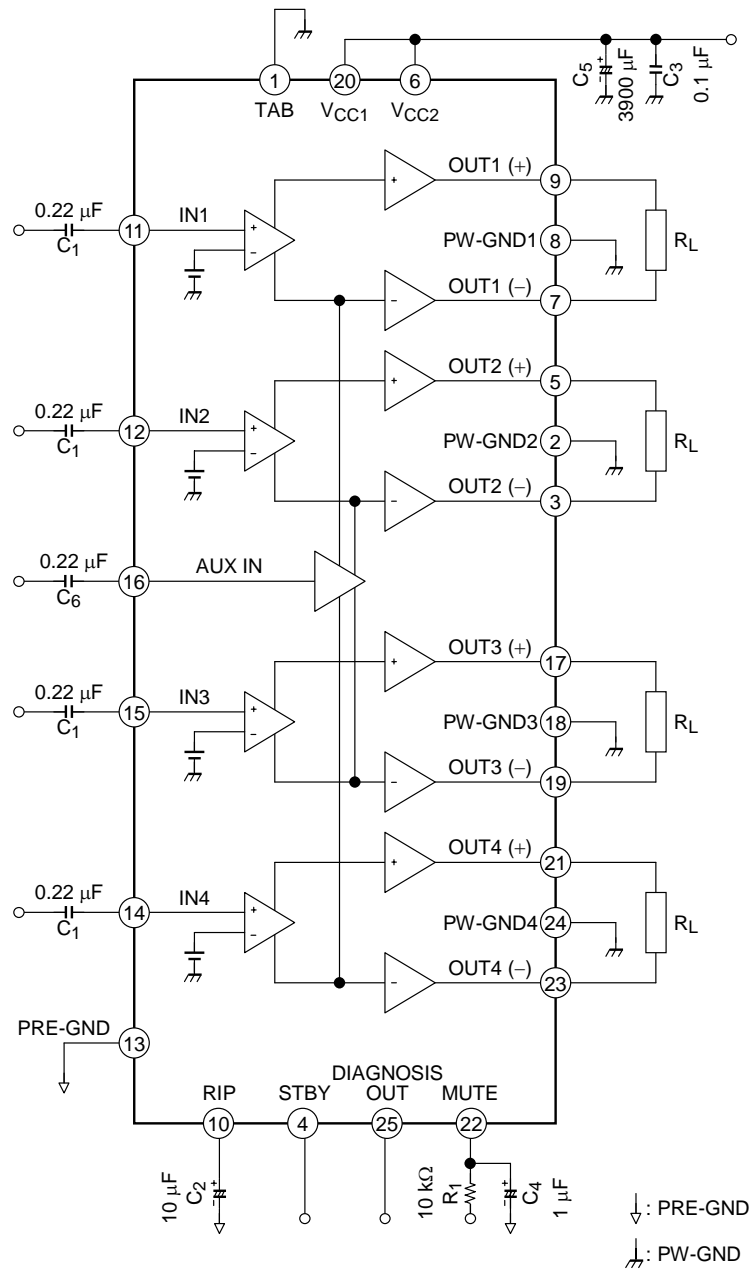 1
TAB
20
VCC1
6
VCC2
C5
3900 μF
C3
0.1 μF
0.22 μF
C1
11
IN1
+
−
+
−
OUT1 (+)
9
PW-GND1
8
OUT1 (−)
7
RL
0.22 μF
C1
12
IN2
+
−
+
−
OUT2 (+)
5
PW-GND2
2
OUT2 (−)
3
RL
0.22 μF
C6
16
AUX IN
0.22 μF
C1
15
IN3
+
−
+
−
OUT3 (+)
17
PW-GND3
18
OUT3 (−)
19
RL
0.22 μF
C1
14
IN4
+
−
+
−
OUT4 (+)
21
PW-GND4
24
OUT4 (−)
23
RL
PRE-GND
13
RIP
10
STBY
4
DIAGNOSIS
OUT
25
MUTE
22
10 μF
C2
10 kΩ
R1
C4
1 μF
: PRE-GND
: PW-GND